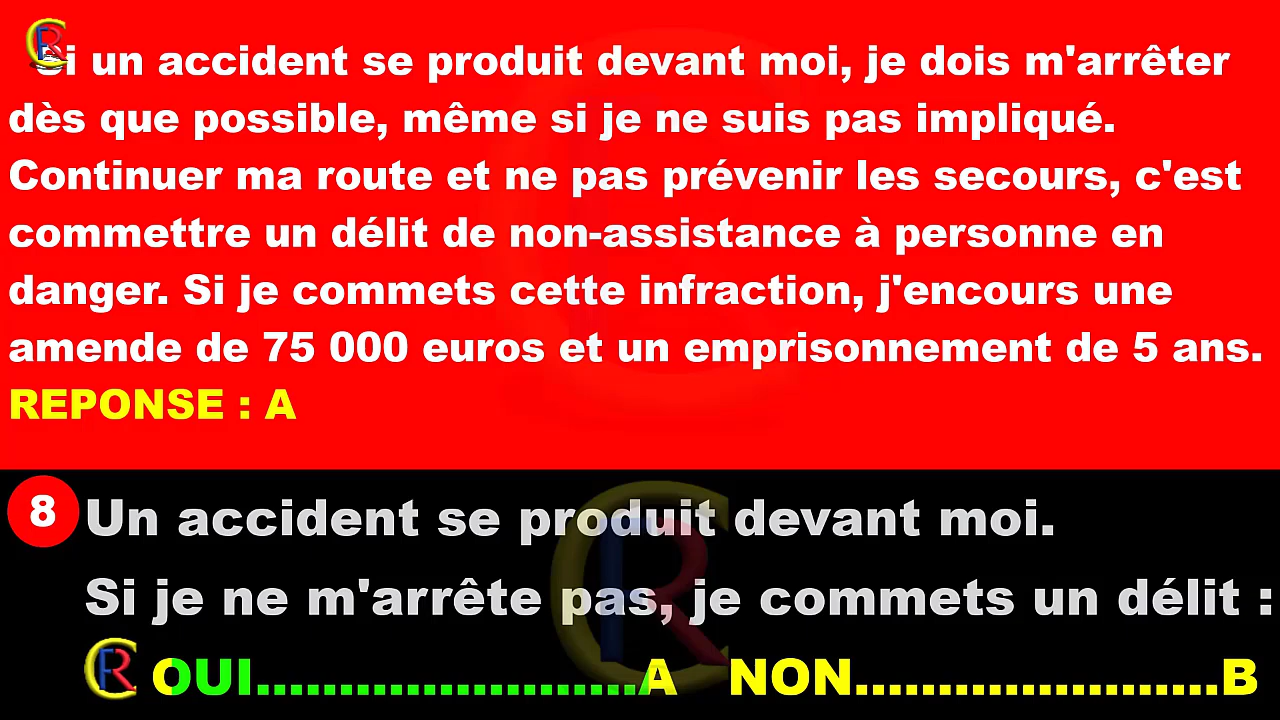 Si un accident se produit devant moi, je dois m'arrêter
dès que possible, même si je ne suis pas impliqué.
Continuer ma route et ne pas prévenir les secours, c'est
commettre un délit de non-assistance à personne en
danger. Si je commets cette infraction, j'encours une
amende de 75 000 euros et un emprisonnement de 5 ans.
REPONSE : A
8 Un accident se produit devant moi.
Si je ne m'arrête pas, je commets un délit :
OUI.......................A NON......................B